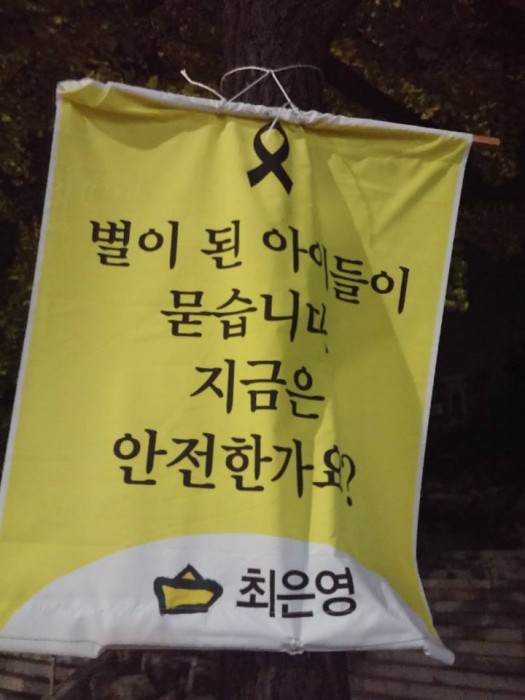 별이 된 아이들이
묻습니다
지금은
안전한가요?
최은영